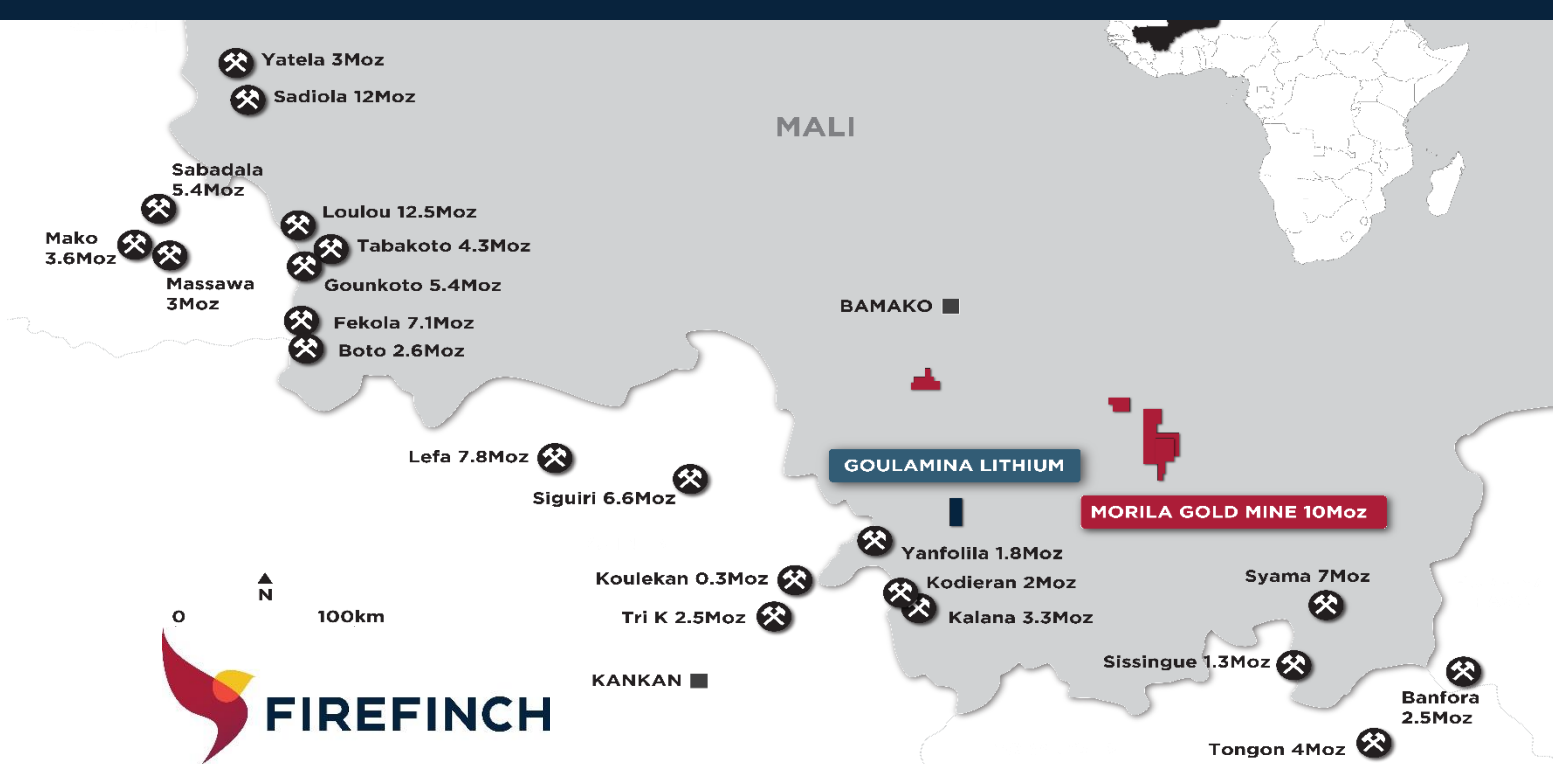 Yatela 3Moz
Sadiola 12Moz
MALI
Sabadala
5.4Moz
Loulou 12.5Moz
Mako
3.6Moz
Tabakoto 4.3Moz
Massawa
3Moz
Gounkoto 5.4Moz
BAMAKO
Fekola 7.1Moz
Boto 2.6Moz
Lefa 7.8Moz
GOULAMINA LITHIUM
Siguiri 6.6Moz
MORILA GOLD MINE 10Moz
Yanfolila 1.8Moz
Koulekan 0.3Moz
Kodieran 2Moz
Syama 7Moz
N
0 100km
Tri K 2.5Moz
Kalana 3.3Moz
Sissingue 1.3Moz
KANKAN
Banfora
2.5Moz
FIREFINCH
Tongon 4Moz